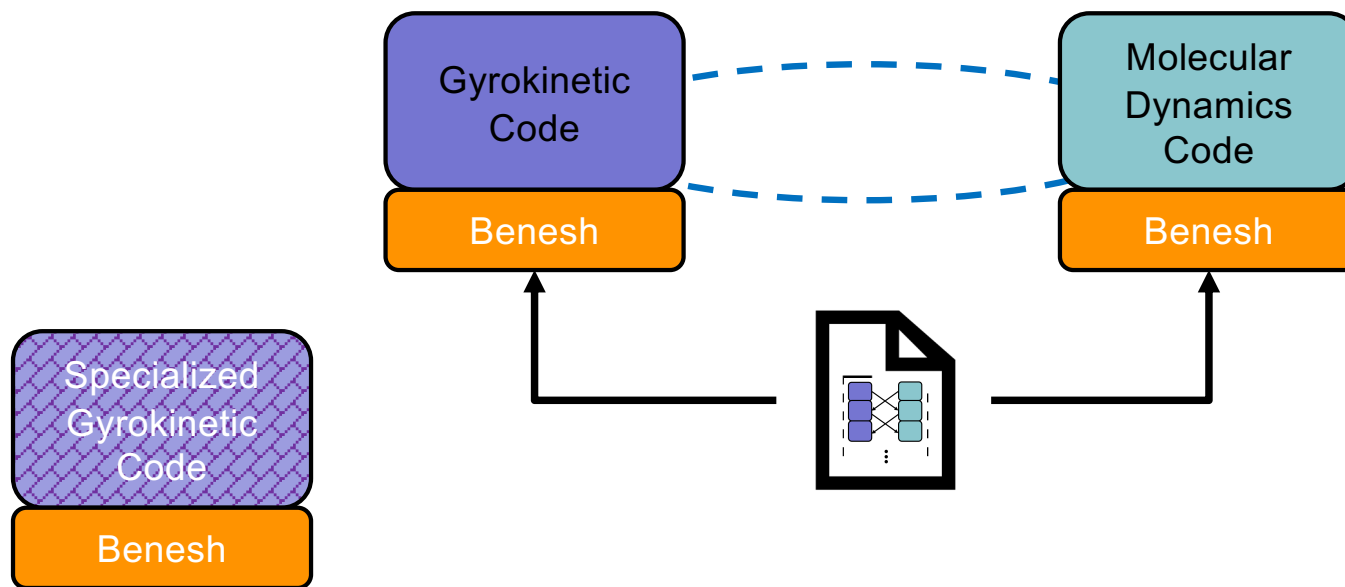 Gyrokinetic
Code
Benesh
Molecular
Dynamics
Code
Benesh
Specialized
Gyrokinetic
Code
Benesh